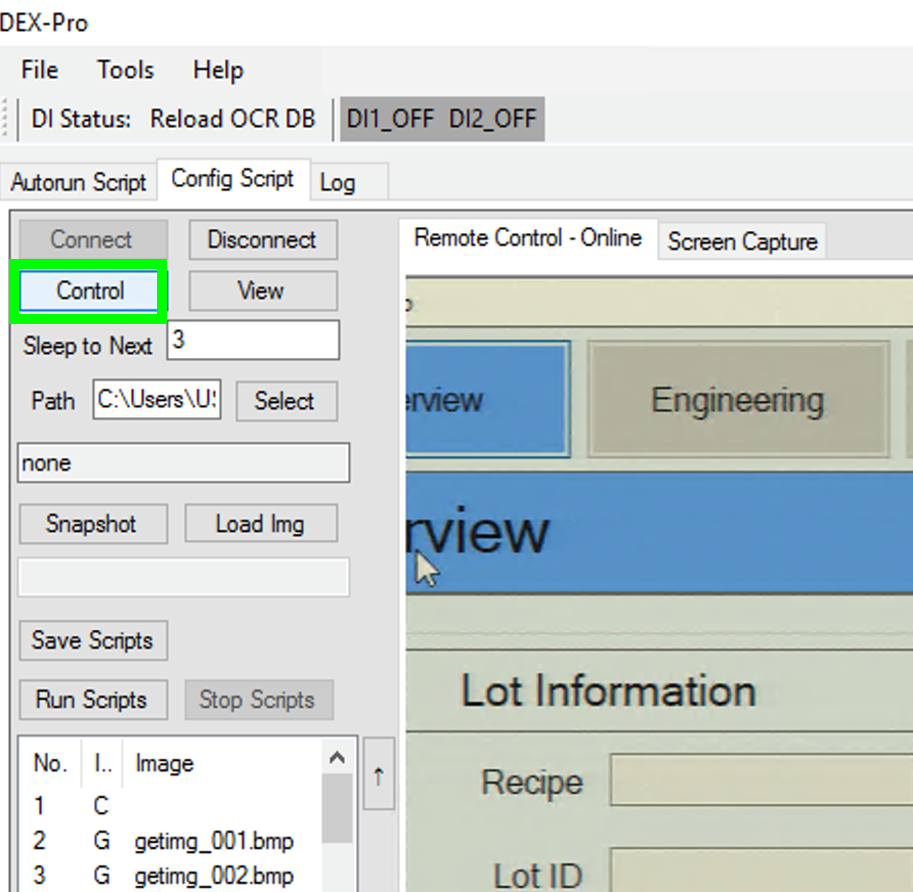 DEX-Pro
File Tools Help
DI Status: Reload OCR DB DI1_OFF DI2_OFF
Autorun Script Config Script Log
Connect Disconnect
Control View
Sleep to Next 3
Path C:\Users\U Select
none
Snapshot Load Img
Save Scripts
Run Scripts Stop Scripts
No. I.. Image
1 C
2 G getimg_001.bmp
3 G getimg_002.bmp
↑
Remote Control - Online Screen Capture
erview Engineering
rview
Lot Information
Recipe
Lot ID